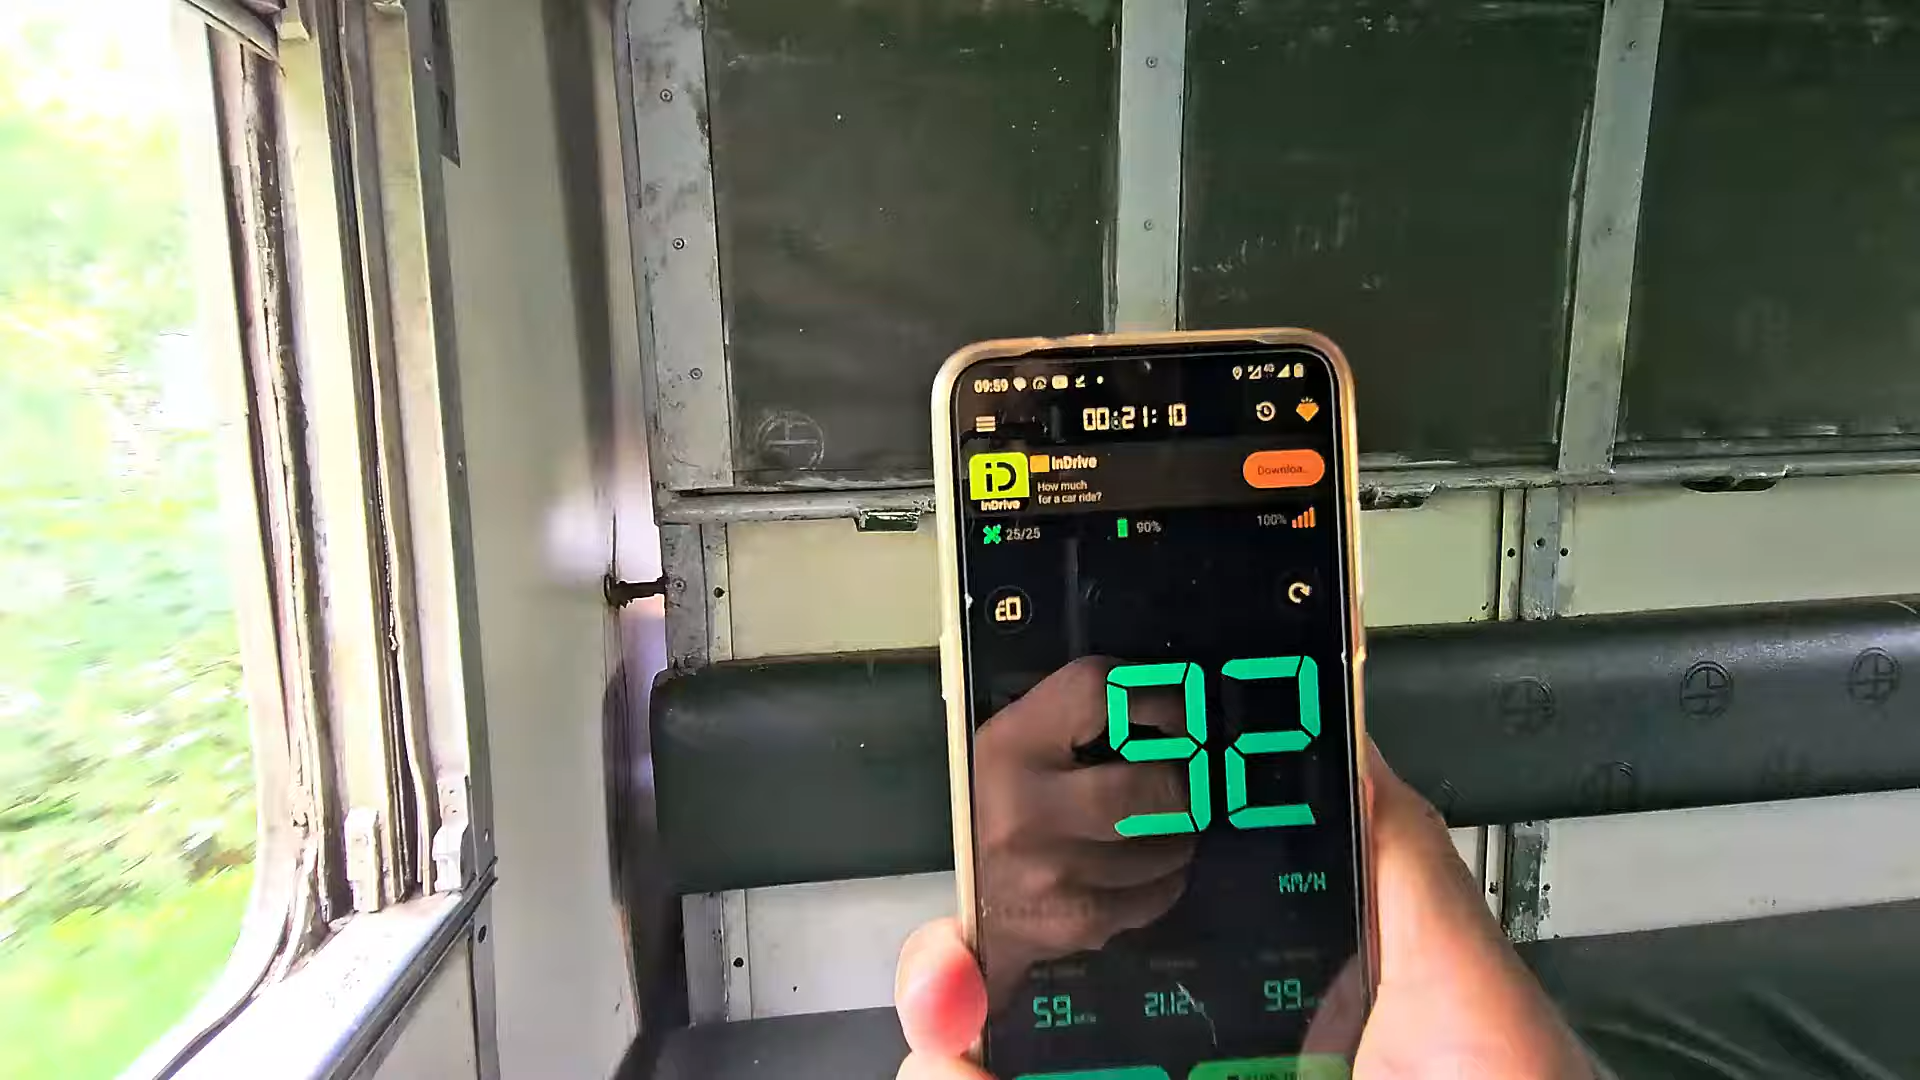 09:59
4G
00:21:10
InDrive
Downloa...
How much
for a car ride?
inDrive
25/25
90%
100%
92
KM/H
59
21.12
99